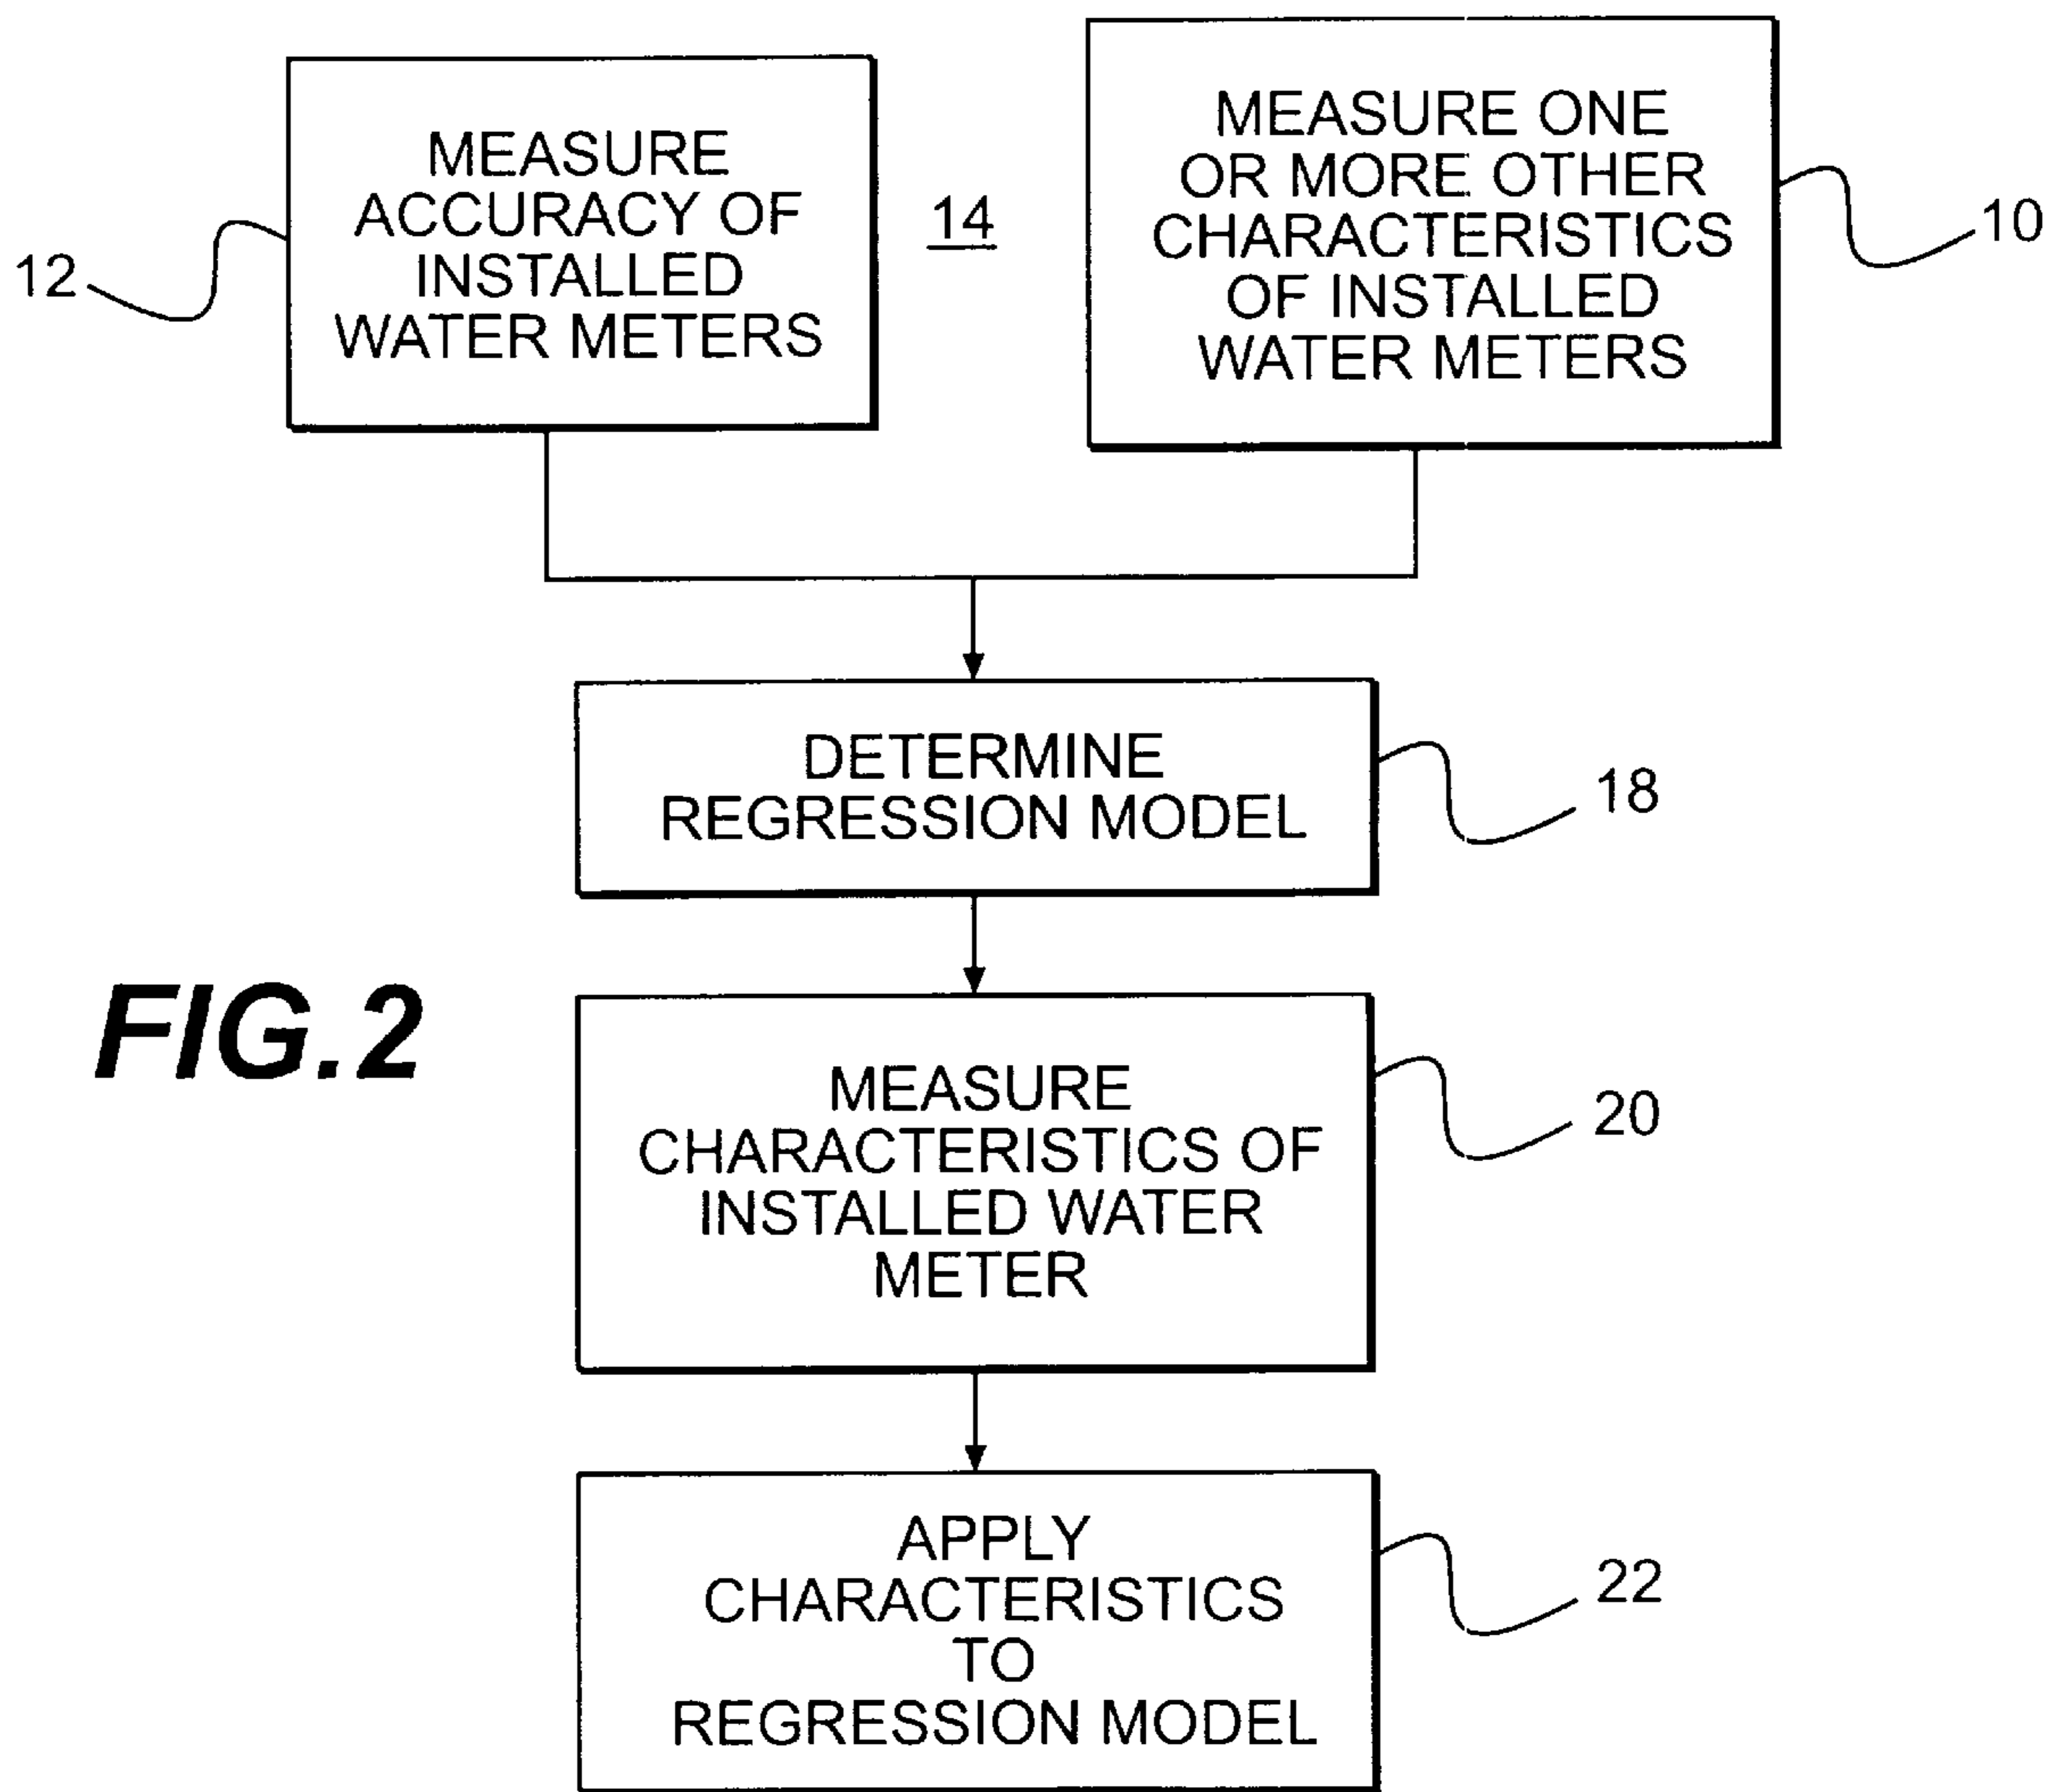 MEASURE
ACCURACY OF
INSTALLED
WATER METERS
12
14
MEASURE ONE
OR MORE OTHER
CHARACTERISTICS
OF INSTALLED
WATER METERS
10
DETERMINE
REGRESSION MODEL
18
FIG.2
MEASURE
CHARACTERISTICS OF
INSTALLED WATER
METER
20
APPLY
CHARACTERISTICS
TO
REGRESSION MODEL
22